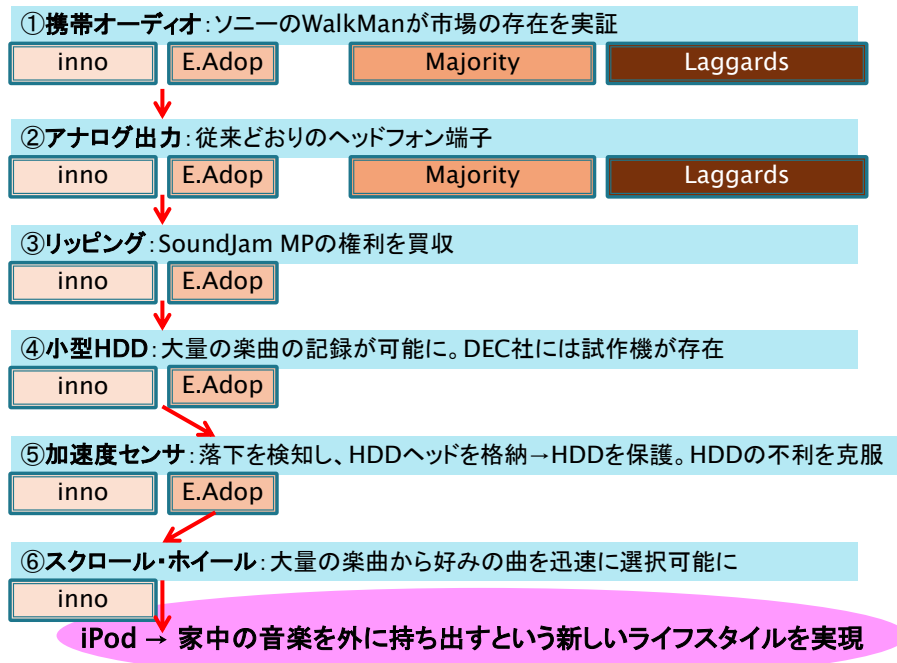 ①携帯オーディオ:ソニーのWalkManが市場の存在を実証
inno E.Adop Majority Laggards
②アナログ出力:従来どおりのヘッドフォン端子
inno E.Adop Majority Laggards
③リッピング:SoundJam MPの権利を買収
inno E.Adop
④小型HDD:大量の楽曲の記録が可能に。DEC社には試作機が存在
inno E.Adop
⑤加速度センサ:落下を検知し、HDDヘッドを格納→HDDを保護。HDDの不利を克服
inno E.Adop
⑥スクロール・ホイール:大量の楽曲から好みの曲を迅速に選択可能に
inno
iPod → 家中の音楽を外に持ち出すという新しいライフスタイルを実現